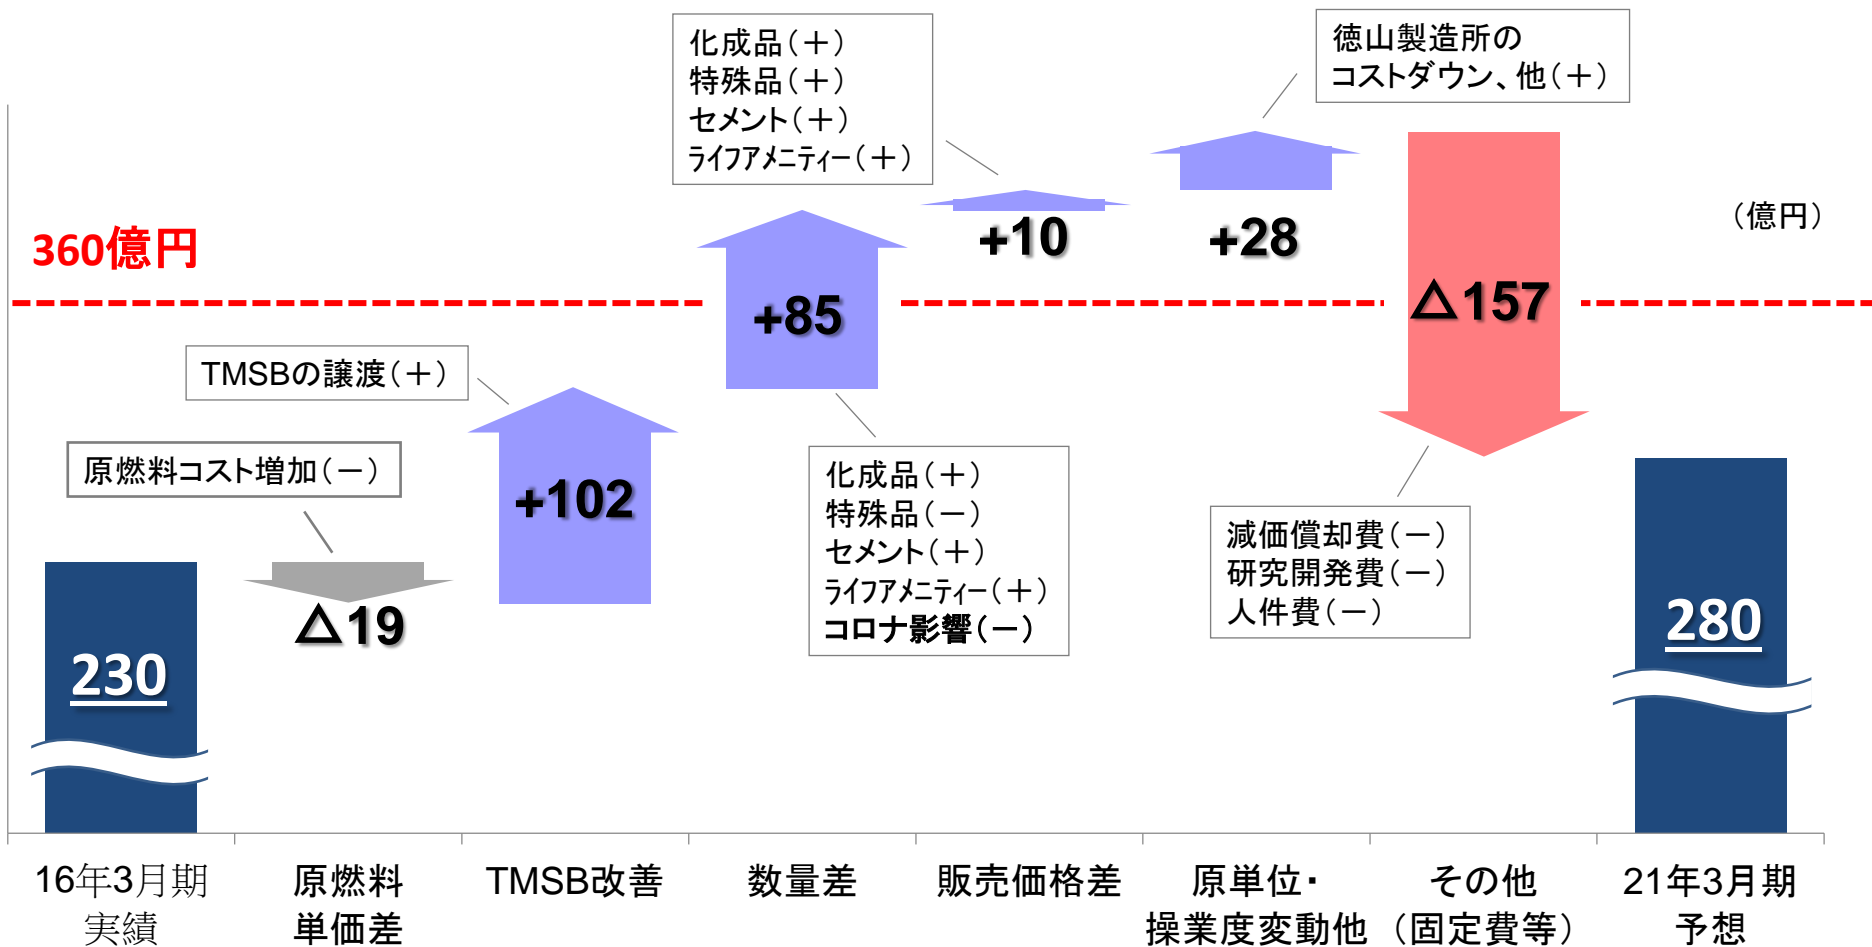 化成品（＋）
特殊品（＋）
セメント（＋）
ライフアメニティー（＋）
徳山製造所の
コストダウン、他（＋）
（億円）
360億円
+10
+28
+85
△157
TMSBの譲渡（＋）
原燃料コスト増加（－）
+102
化成品（＋）
特殊品（－）
セメント（＋）
ライフアメニティー（＋）
コロナ影響（－）
減価償却費（－）
研究開発費（－）
人件費（－）
△19
230
280
16年3月期
実績
原燃料
単価差
TMSB改善
数量差
販売価格差
原単位・
操業度変動他
その他
（固定費等）
21年3月期
予想